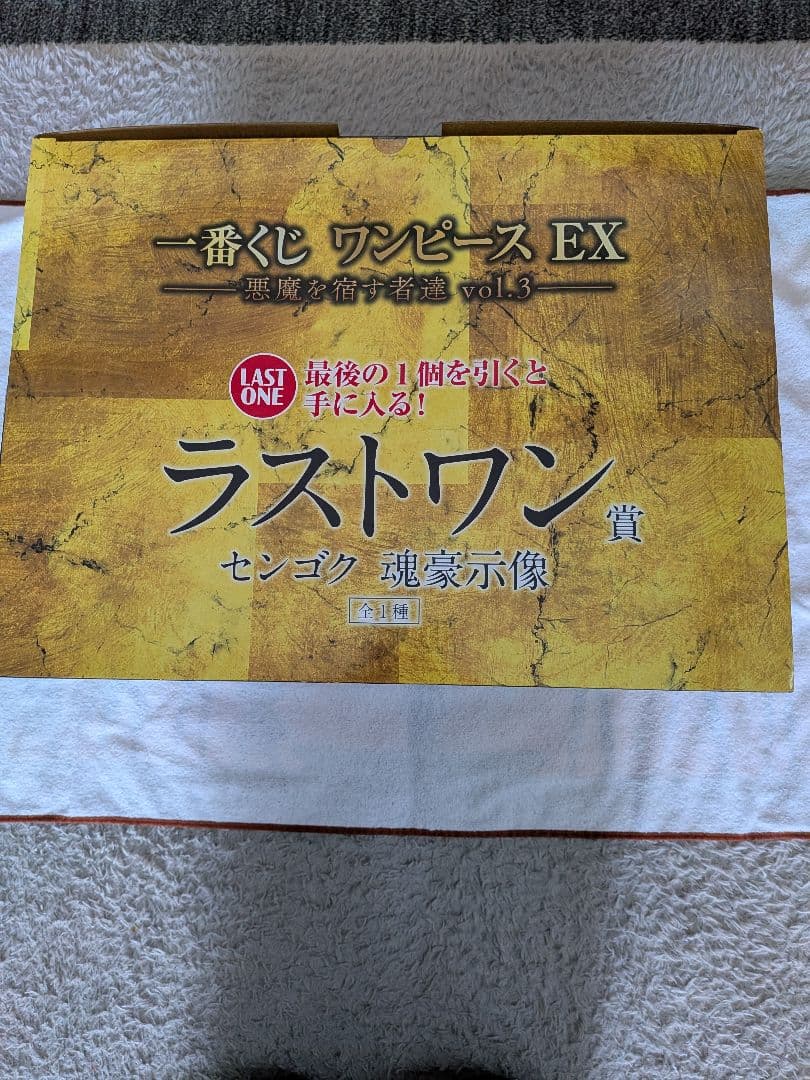 一番くじ ワンピース EX
悪魔を宿す者達 vol.3
LAST
ONE
最後の1個を引くと
手に入る!
ラストワン賞
センゴク 魂豪示像
全1種